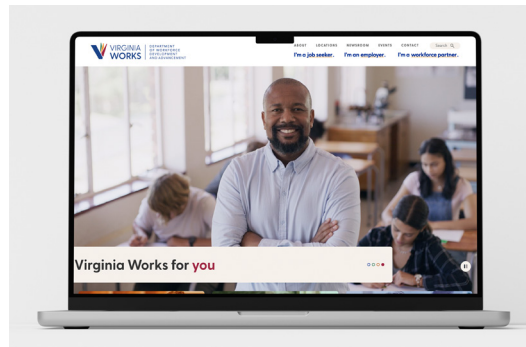 VIRGINIA
WORKS
DEPARTMENT
OF WORKFORCE
DEVELOPMENT
AND ADVANCEMENT
ABOUT LOCATIONS NEWSROOM EVENTS CONTACT Search
I'm a job seeker. I'm an employer. I'm a workforce partner.
Virginia Works for you